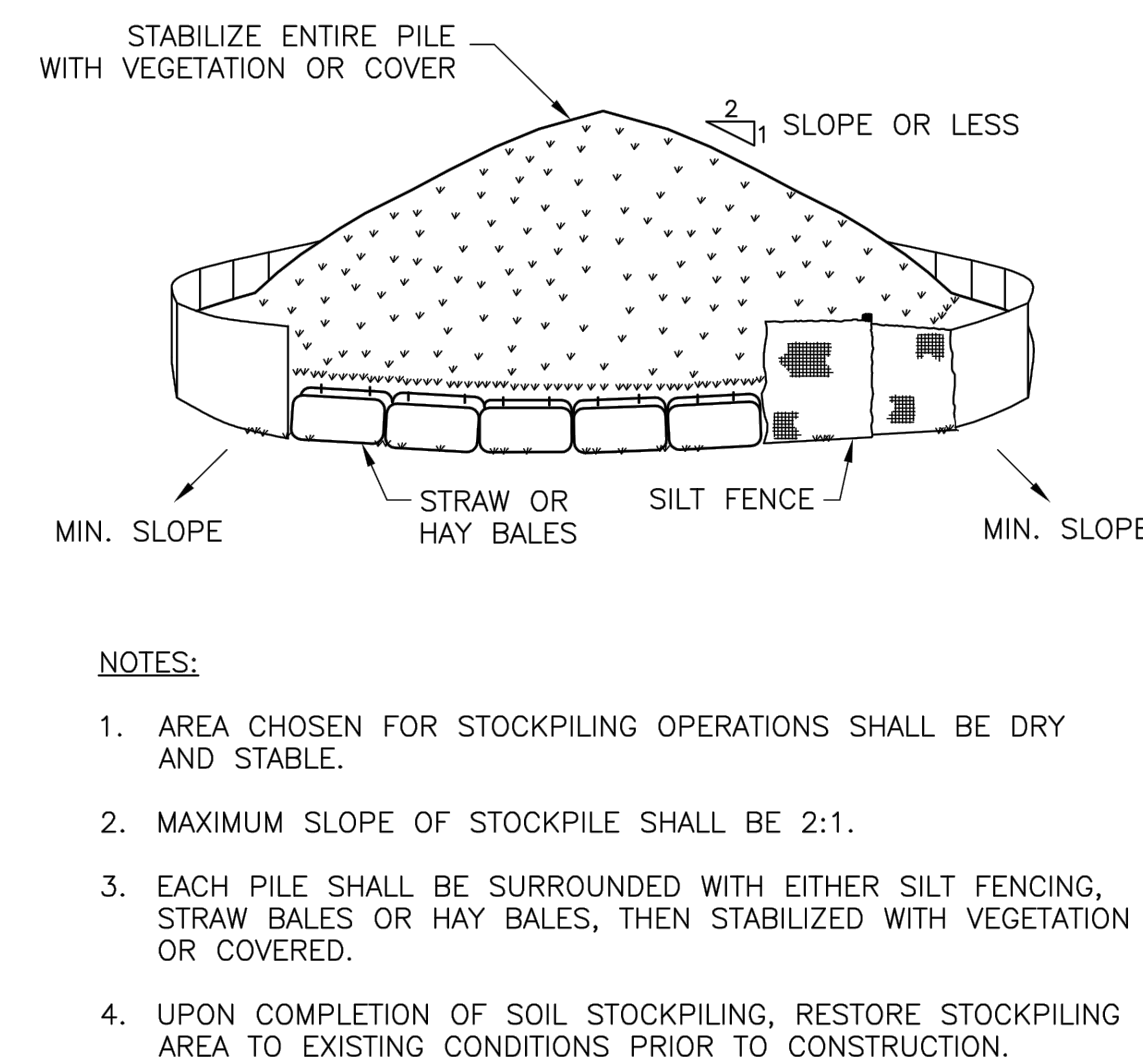 STABILIZE ENTIRE PILE
WITH VEGETATION OR COVER
2
1 SLOPE OR LESS
STRAW OR
HAY BALES
SILT FENCE
MIN. SLOPE
MIN. SLOPE
NOTES:
1. AREA CHOSEN FOR STOCKPILING OPERATIONS SHALL BE DRY
AND STABLE.
2. MAXIMUM SLOPE OF STOCKPILE SHALL BE 2:1.
3. EACH PILE SHALL BE SURROUNDED WITH EITHER SILT FENCING,
STRAW BALES OR HAY BALES, THEN STABILIZED WITH VEGETATION
OR COVERED.
4. UPON COMPLETION OF SOIL STOCKPILING, RESTORE STOCKPILING
AREA TO EXISTING CONDITIONS PRIOR TO CONSTRUCTION.